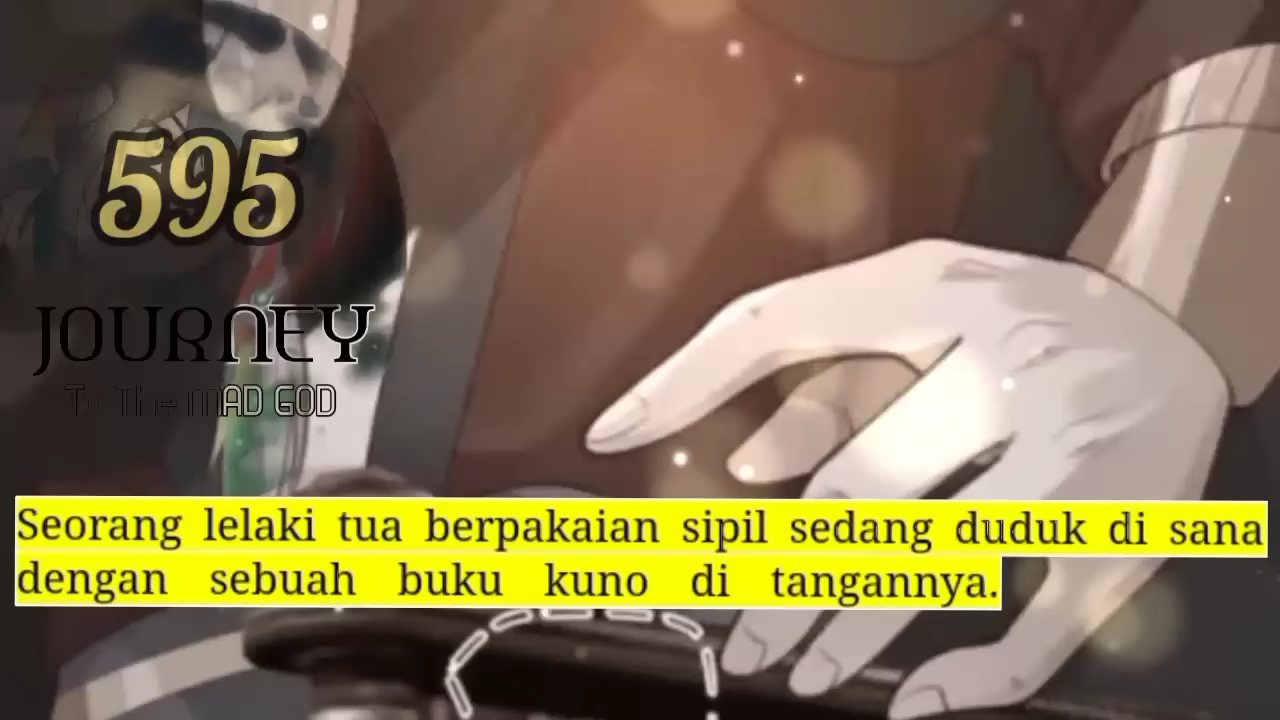 595
JOURNEY
To The MAD GOD
Seorang lelaki tua berpakaian sipil sedang duduk di sana
dengan sebuah buku kuno di tangannya.